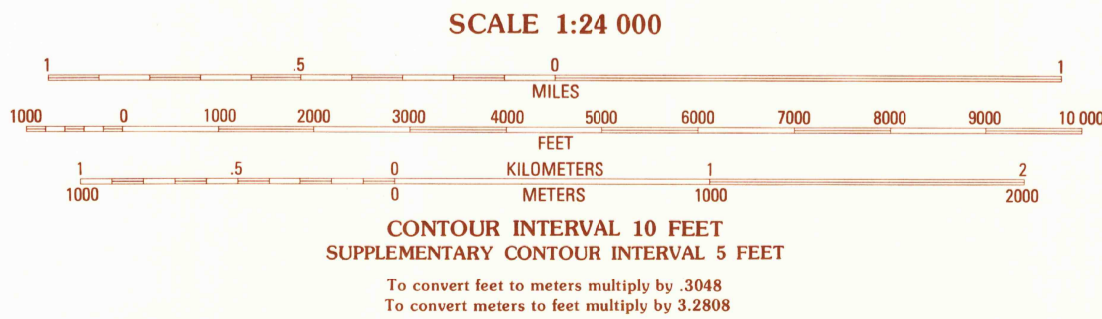 SCALE 1:24 000
1 .5 0 1
MILES
1000 0 1000 2000 3000 4000 5000 6000 7000 8000 9000 10 000
FEET
1 .5 0 KILOMETERS 1 2
1000 0 METERS 1000 2000
CONTOUR INTERVAL 10 FEET
SUPPLEMENTARY CONTOUR INTERVAL 5 FEET
To convert feet to meters multiply by .3048
To convert meters to feet multiply by 3.2808